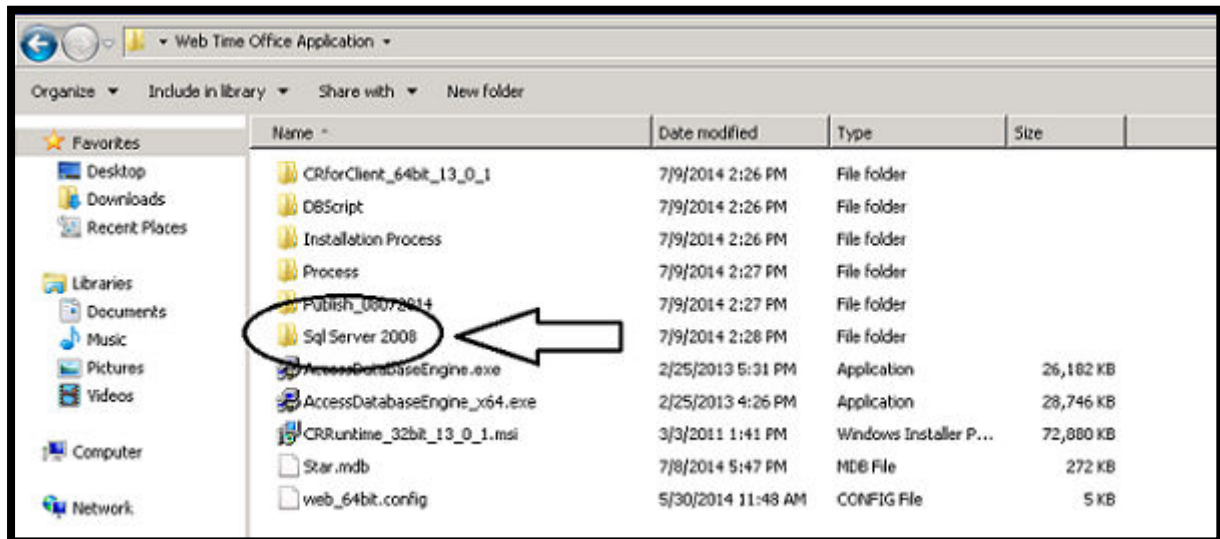 Web Time Office Application
Organize Include in library Share with New folder
Favorites
Desktop
Downloads
Recent Places
Libraries
Documents
Music
Pictures
Videos
Computer
Network
Name Date modified Type Size
CRforClient_64bit_13_0_1 7/9/2014 2:26 PM File folder
DBScript 7/9/2014 2:26 PM File folder
Installation Process 7/9/2014 2:26 PM File folder
Process 7/9/2014 2:27 PM File folder
Publish_08072014 7/9/2014 2:27 PM File folder
Sql Server 2008 7/9/2014 2:28 PM File folder
AccessDatabaseEngine.exe 2/25/2013 5:31 PM Application 26,182 KB
AccessDatabaseEngine_x64.exe 2/25/2013 4:26 PM Application 28,746 KB
CRRuntime_32bit_13_0_1.msi 3/3/2011 1:41 PM Windows Installer P... 72,880 KB
Star.mdb 7/8/2014 5:47 PM MDB File 272 KB
web_64bit.config 5/30/2014 11:48 AM CONFIG File 5 KB